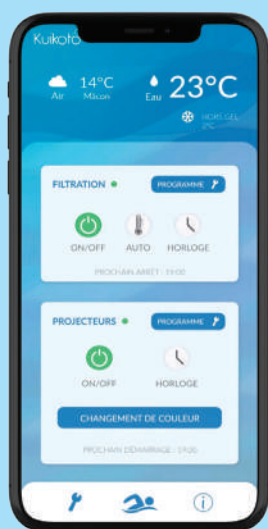 Kuikoto
14°C
23°C
Air
Mâcon
Eau
HORS GEL
2°C
FILTRATION
PROGRAMME
ON/OFF
AUTO
HORLOGE
PROCHAIN ARRET : 19:00
PROJECTEURS
PROGRAMME
ON/OFF
HORLOGE
CHANGEMENT DE COULEUR
PROCHAIN DÉMARRAGE : 19:00